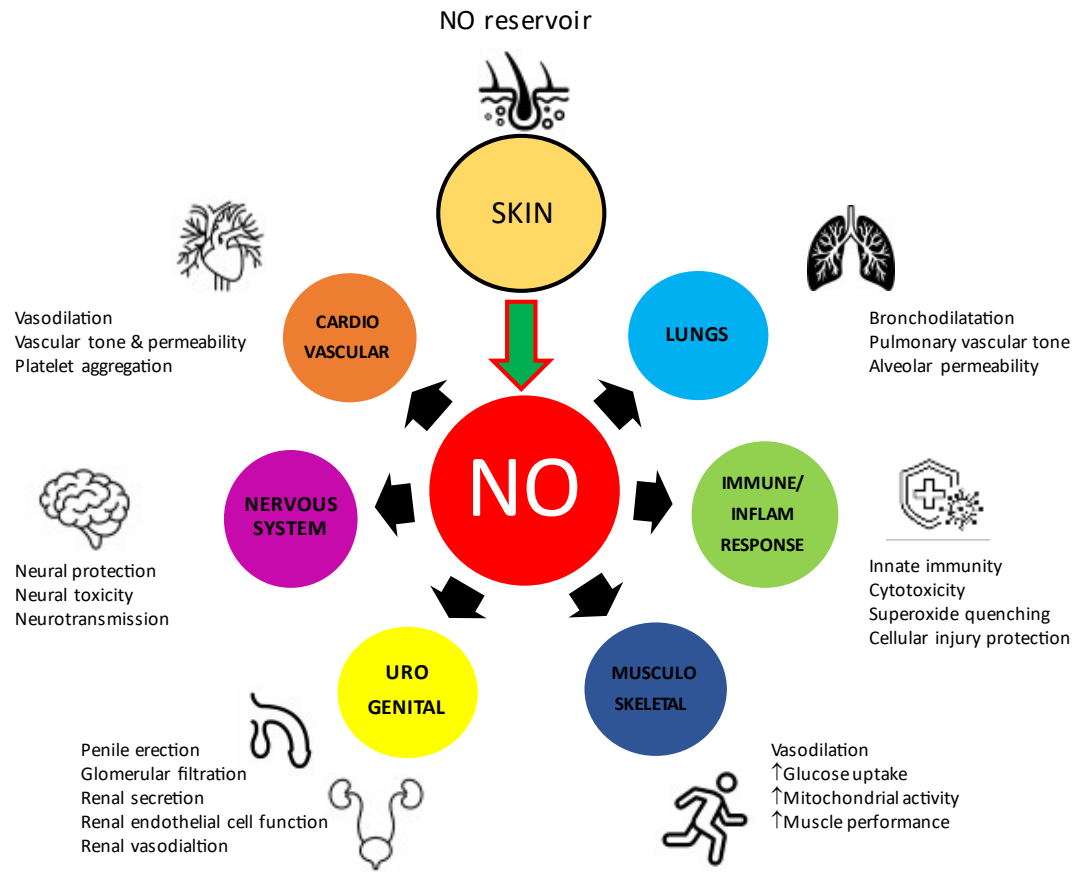 NO reservoir
SKIN
CARDIO
VASCULAR
Vasodilation
Vascular tone & permeability
Platelet aggregation
LUNGS
Bronchodilatation
Pulmonary vascular tone
Alveolar permeability
NO
NERVOUS
SYSTEM
Neural protection
Neural toxicity
Neurotransmission
IMMUNE/
INFLAM
RESPONSE
Innate immunity
Cytotoxicity
Superoxide quenching
Cellular injury protection
URO
GENITAL
Penile erection
Glomerular filtration
Renal secretion
Renal endothelial cell function
Renal vasodialtion
MUSCULO
SKELETAL
Vasodilation
↑Glucose uptake
↑Mitochondrial activity
↑Muscle performance